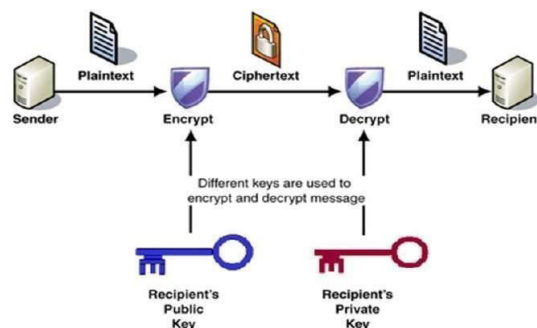 Plaintext
Ciphertext
Plaintext
Sender
Encrypt
Decrypt
Recipien
Different keys are used to
encrypt and decrypt message
Recipient's
Public
Key
Recipient's
Private
Key